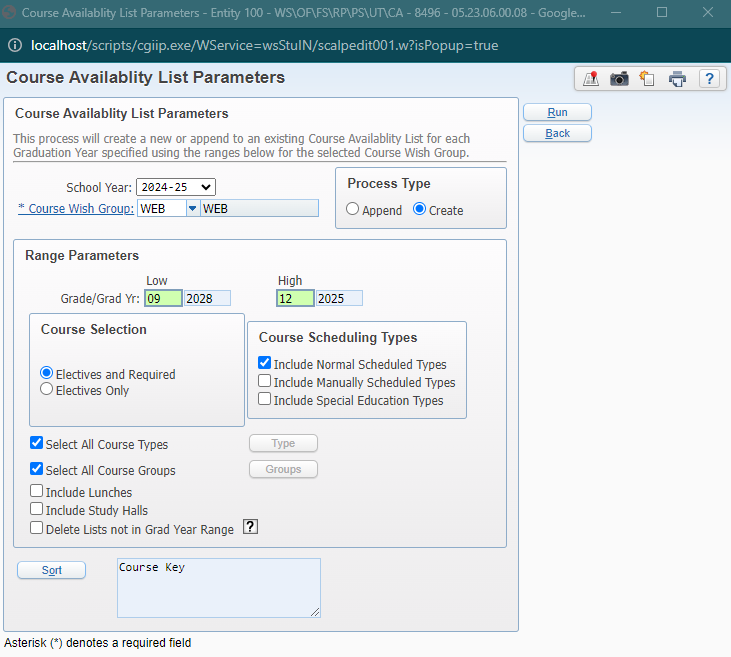 Course Availablity List Parameters - Entity 100 - WS\OF\FS\RP\PS\UT\CA - 8496 - 05.23.06.00.08 - Google...
localhost/scripts/cgiip.exe/WService=wsStuIN/scalpedit001.w?isPopup=true
Course Availablity List Parameters
?
Course Availablity List Parameters
Run
Back
This process will create a new or append to an existing Course Availablity List for each
Graduation Year specified using the ranges below for the selected Course Wish Group.
School Year: 2024-25
* Course Wish Group: WEB WEB
Process Type
Append Create
Range Parameters
Low High
Grade/Grad Yr: 09 2028 12 2025
Course Selection
Electives and Required
Electives Only
Course Scheduling Types
Include Normal Scheduled Types
Include Manually Scheduled Types
Include Special Education Types
Select All Course Types Type
Select All Course Groups Groups
Include Lunches
Include Study Halls
Delete Lists not in Grad Year Range ?
Sort Course Key
Asterisk (*) denotes a required field